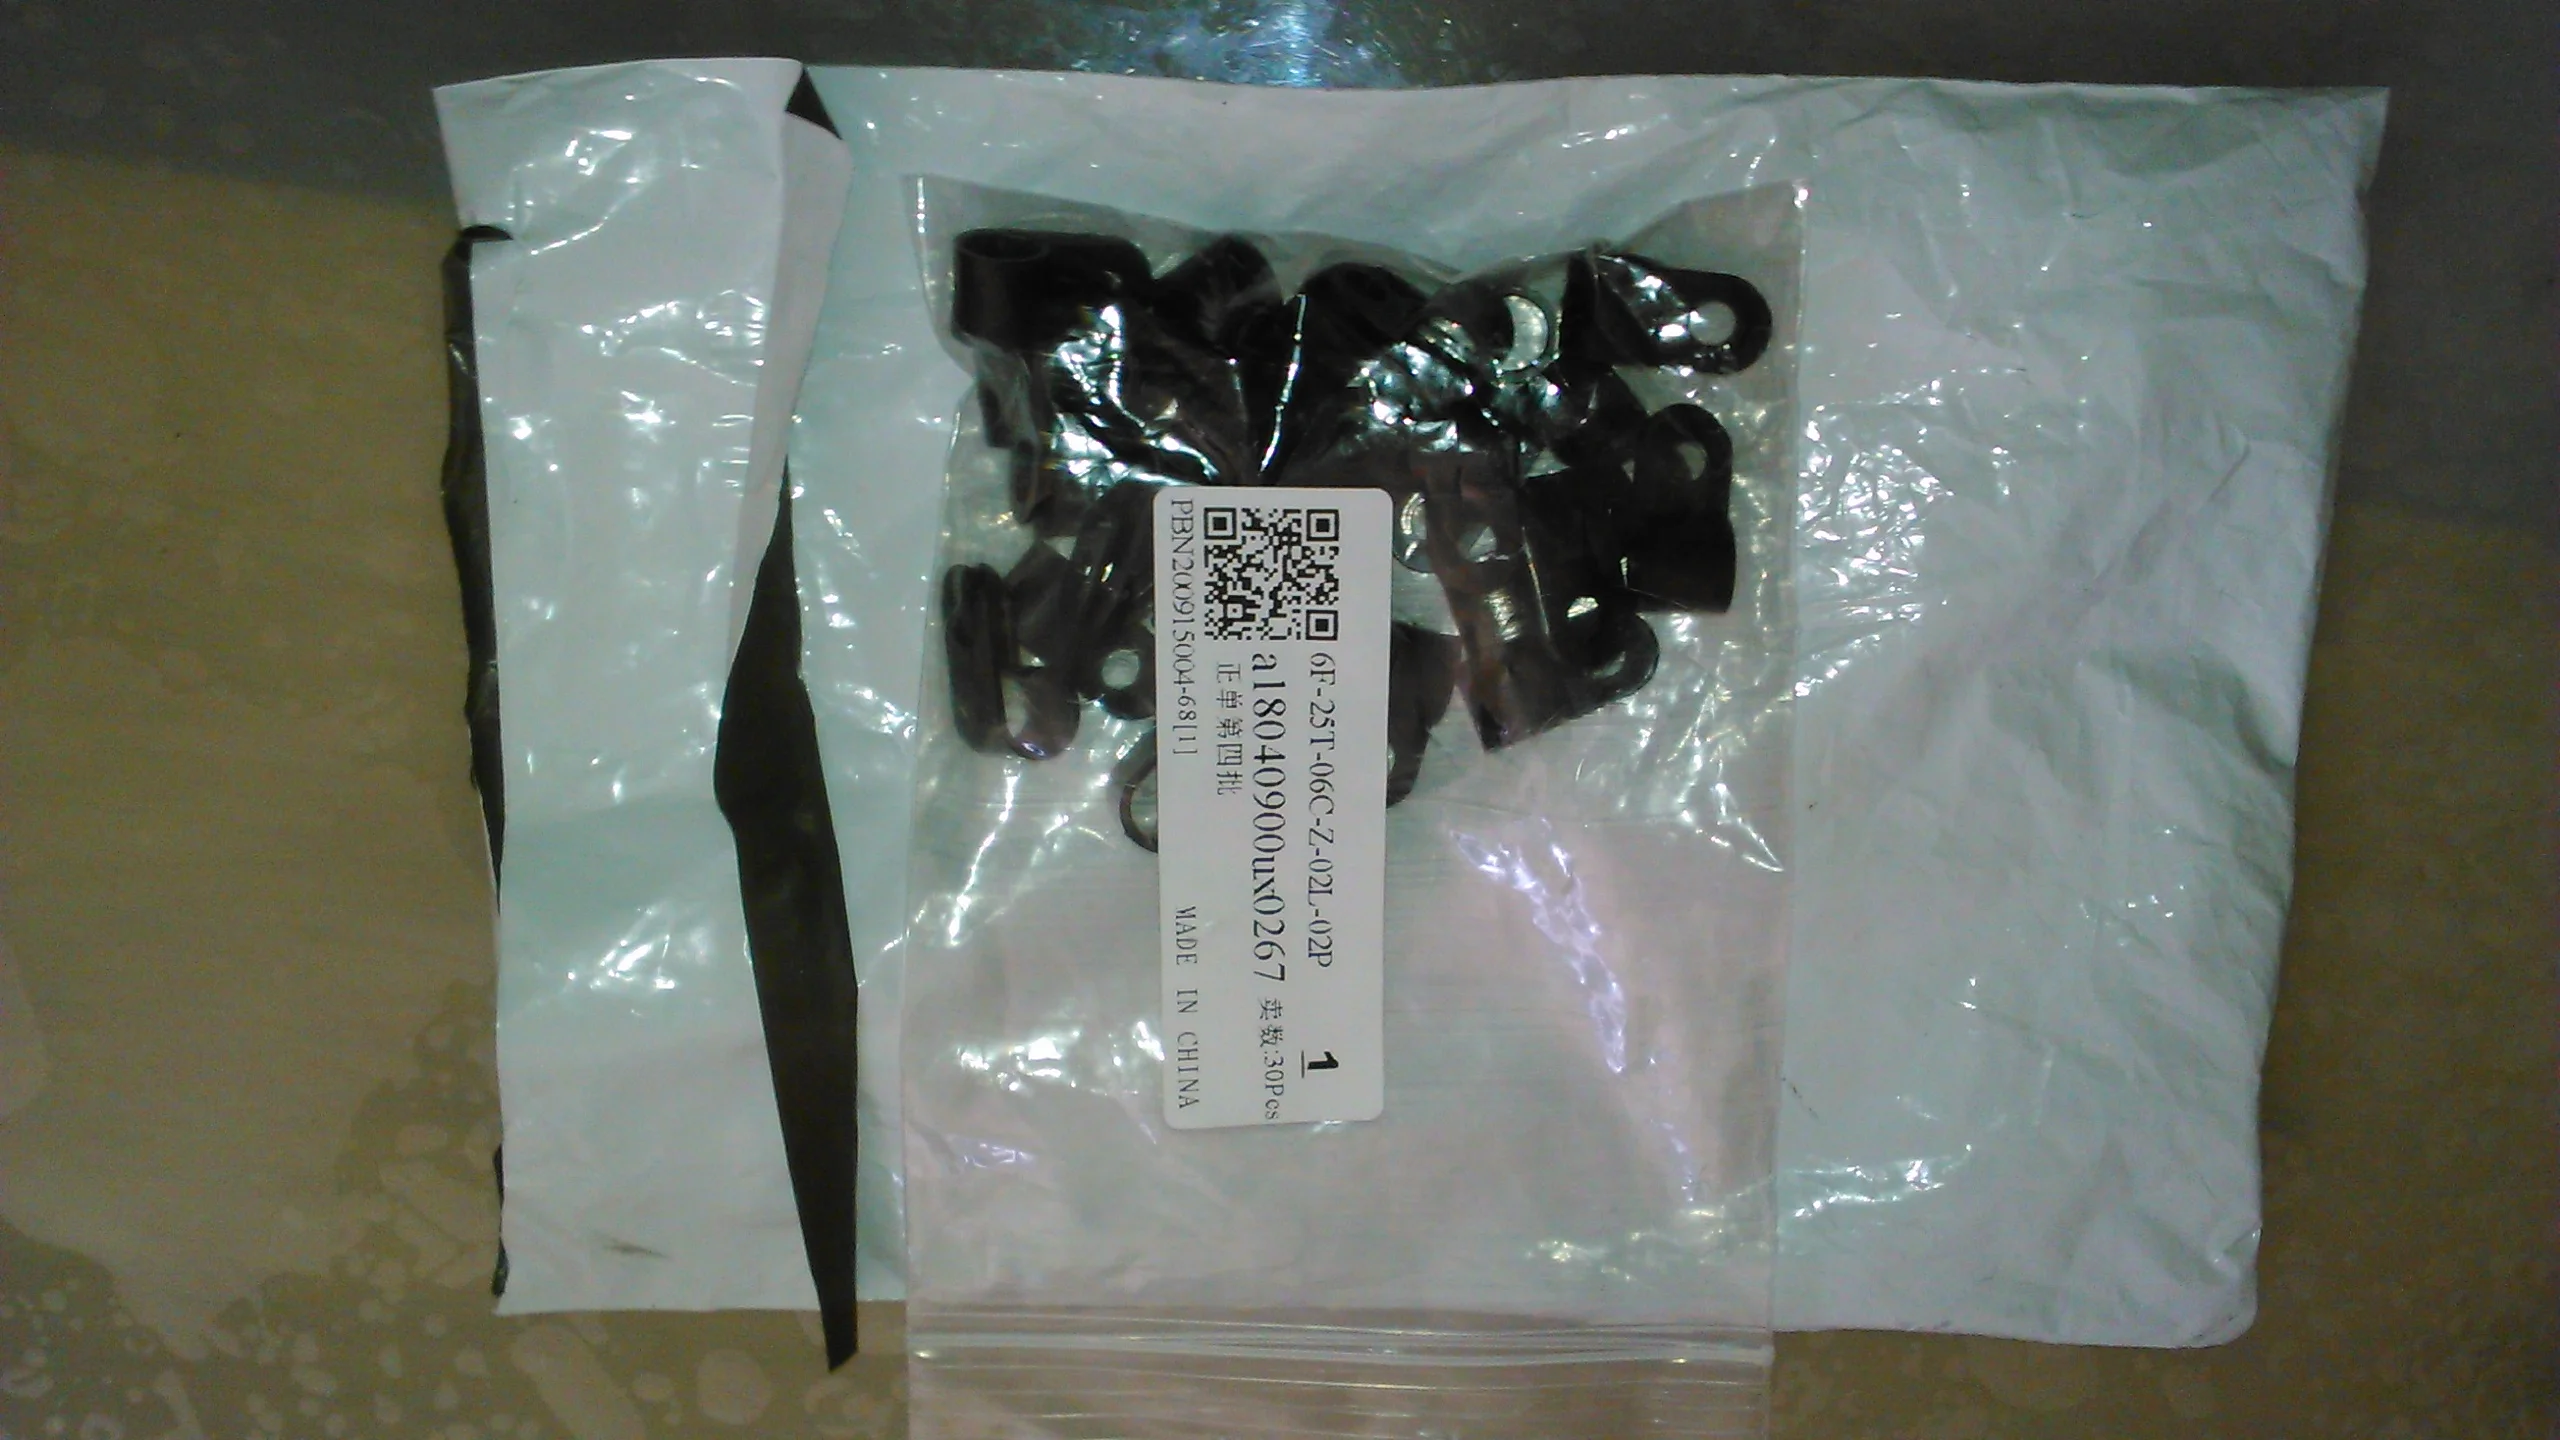 6F-25T-06C-Z-02L-02P 1
a18040900ux0267 卖数:30Pcs
正单第四批
PBN200915004-68[1] MADE IN CHINA